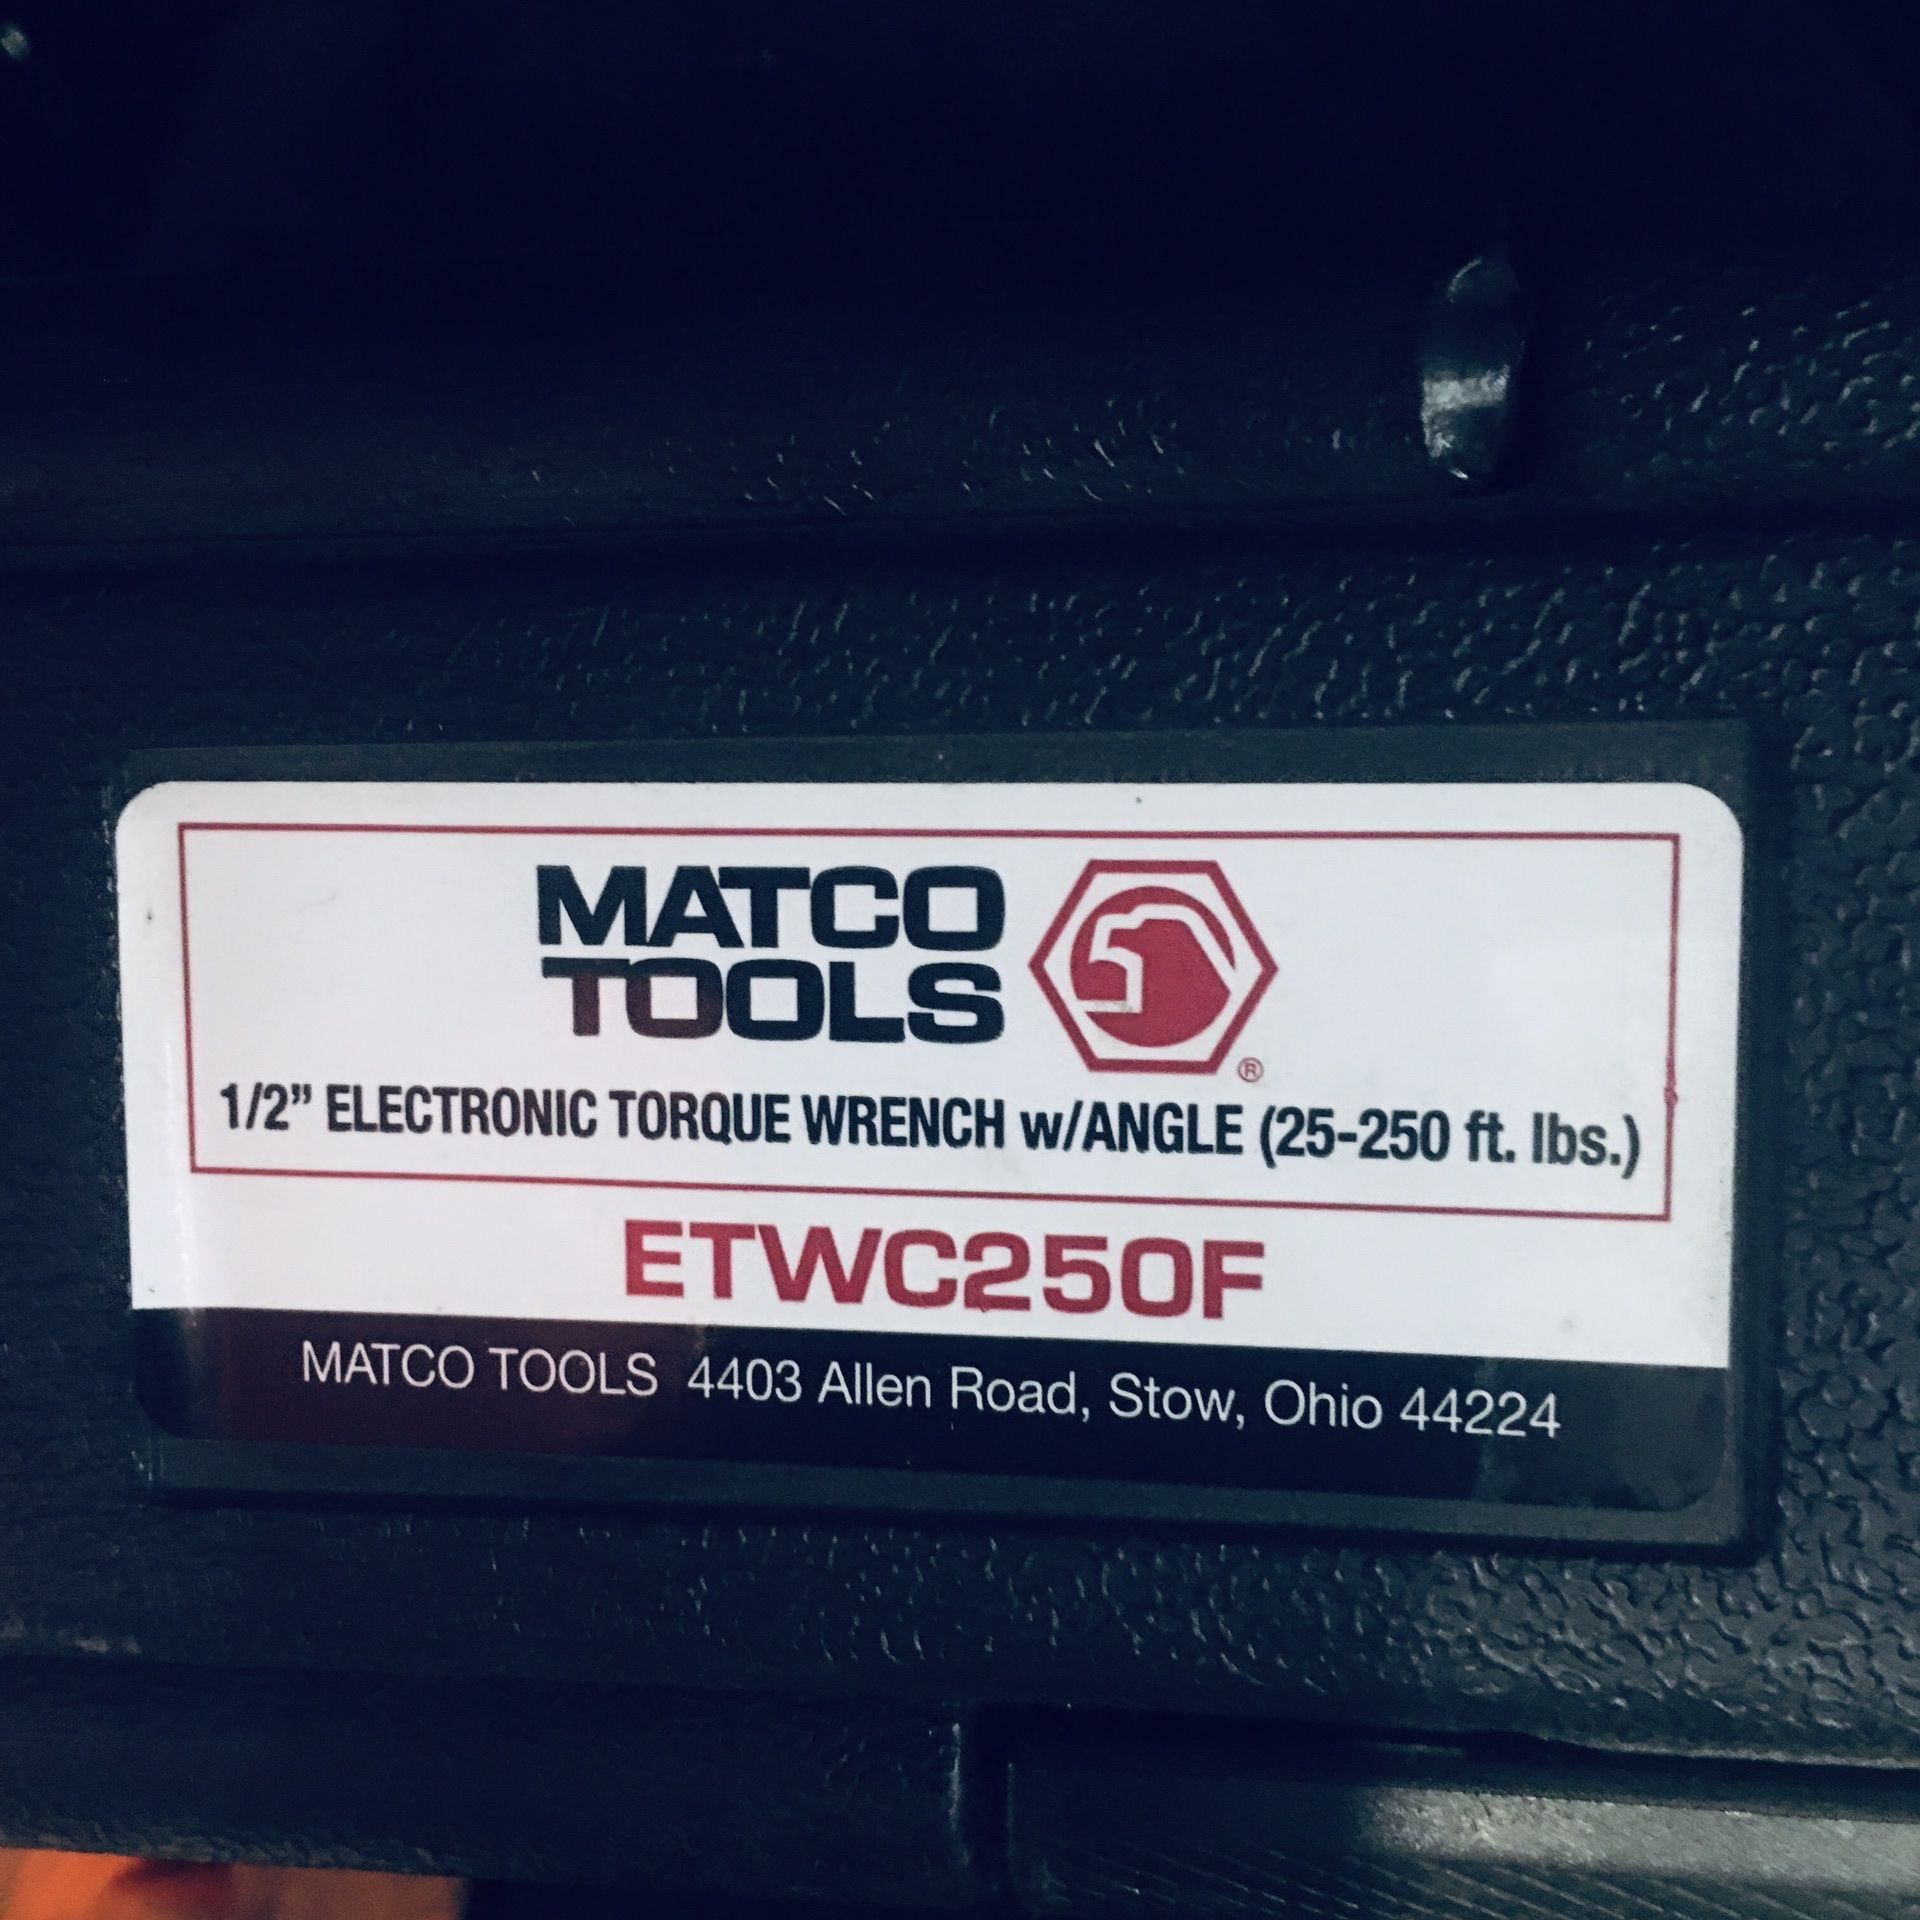 MATCO
TOOLS
®
1/2” ELECTRONIC TORQUE WRENCH w/ANGLE (25-250 ft. lbs.)
ETWC250F
MATCO TOOLS 4403 Allen Road, Stow, Ohio 44224